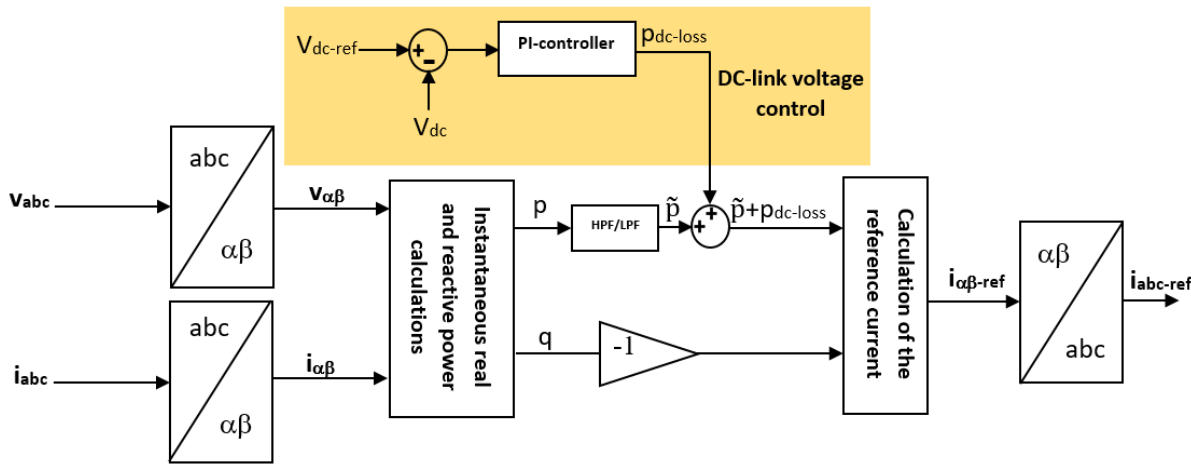 Vdc-ref
+
-
Vdc
PI-controller
pdc-loss
DC-link voltage
control
vabc
abc
αβ
vαβ
iabc
abc
αβ
iαβ
Instantaneous real
and reactive power
calculations
p
HPF/LPF
p̃
+
+
p̃+pdc-loss
q
-1
Calculation of the
reference current
iαβ-ref
αβ
abc
iabc-ref